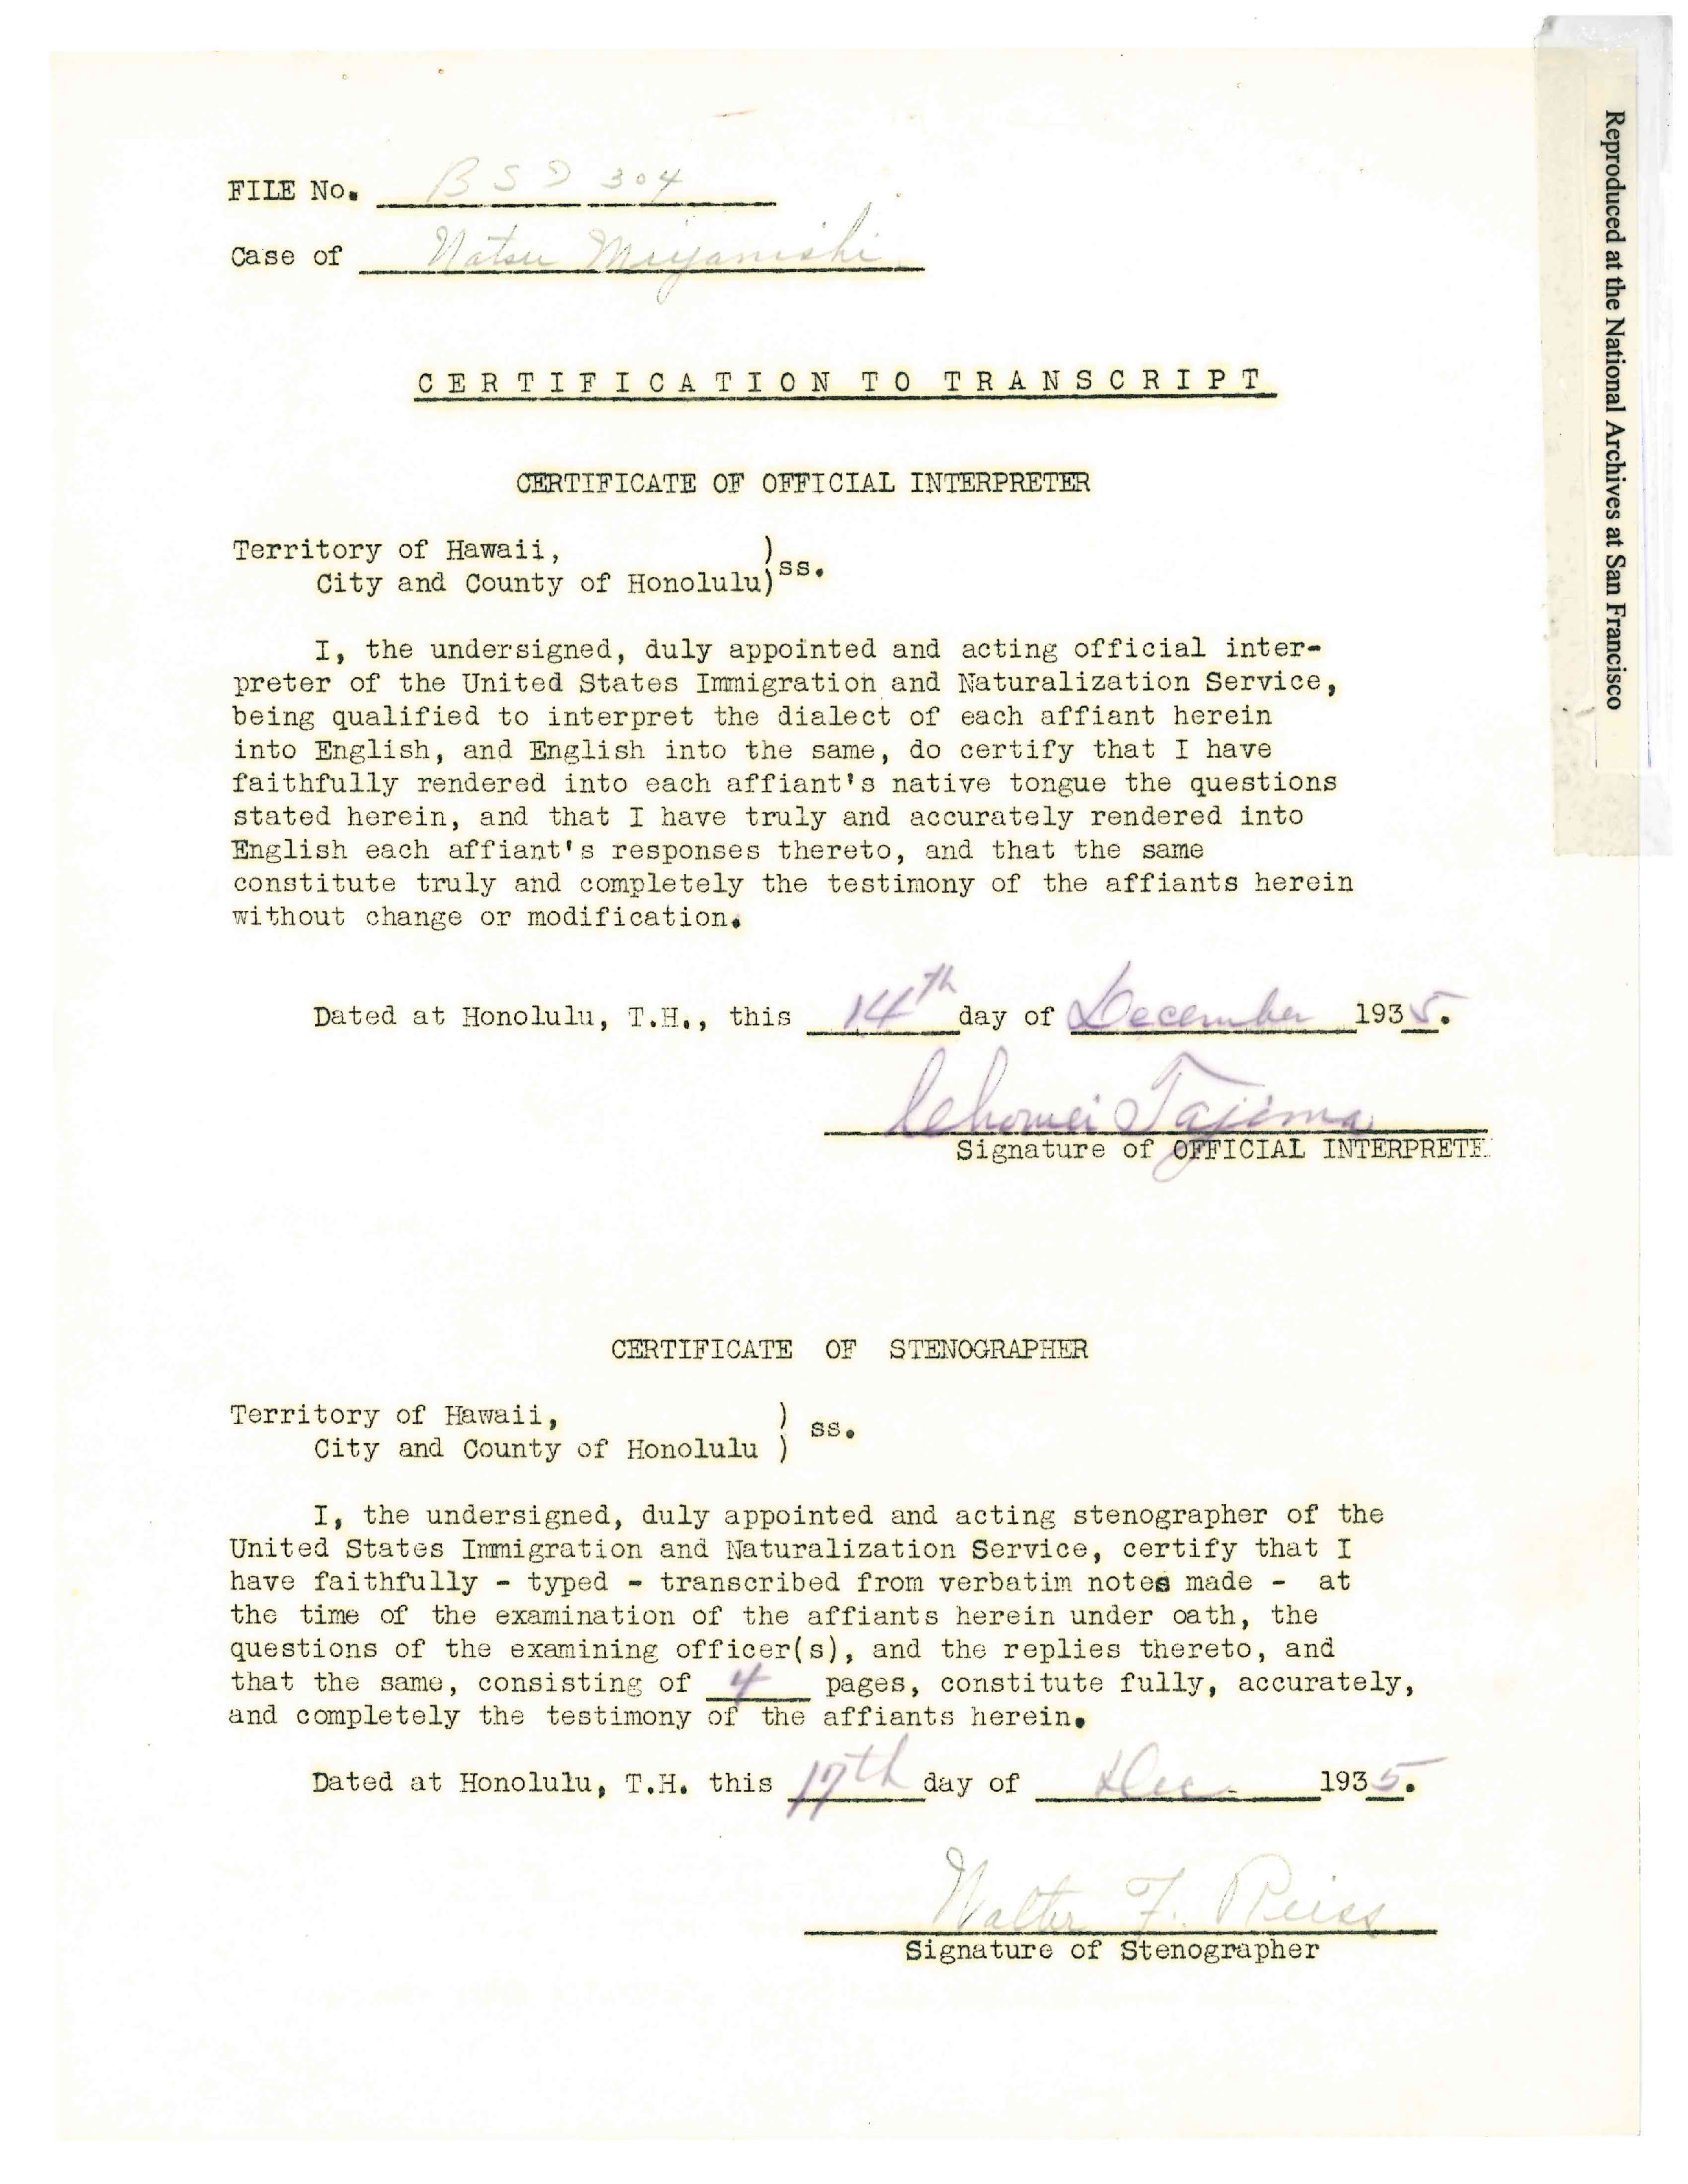 FILE No. BSD 304
Case of Natsu Miyanishi
CERTIFICATION TO TRANSCRIPT
CERTIFICATE OF OFFICIAL INTERPRETER
Territory of Hawaii, )
City and County of Honolulu) ss.
I, the undersigned, duly appointed and acting official inter-
preter of the United States Immigration and Naturalization Service,
being qualified to interpret the dialect of each affiant herein
into English, and English into the same, do certify that I have
faithfully rendered into each affiant's native tongue the questions
stated herein, and that I have truly and accurately rendered into
English each affiant's responses thereto, and that the same
constitute truly and completely the testimony of the affiants herein
without change or modification.
Dated at Honolulu, T.H., this 14th day of December 1935.
Tajima
Signature of OFFICIAL INTERPRETE
CERTIFICATE OF STENOGRAPHER
Territory of Hawaii, )
City and County of Honolulu ) ss.
I, the undersigned, duly appointed and acting stenographer of the
United States Immigration and Naturalization Service, certify that I
have faithfully - typed - transcribed from verbatim notes made - at
the time of the examination of the affiants herein under oath, the
questions of the examining officer(s), and the replies thereto, and
that the same, consisting of 4 pages, constitute fully, accurately,
and completely the testimony of the affiants herein.
Dated at Honolulu, T.H. this 17th day of Dec. 1935.
Walter F. Reiss
Signature of Stenographer
Reproduced at the National Archives at San Francisco